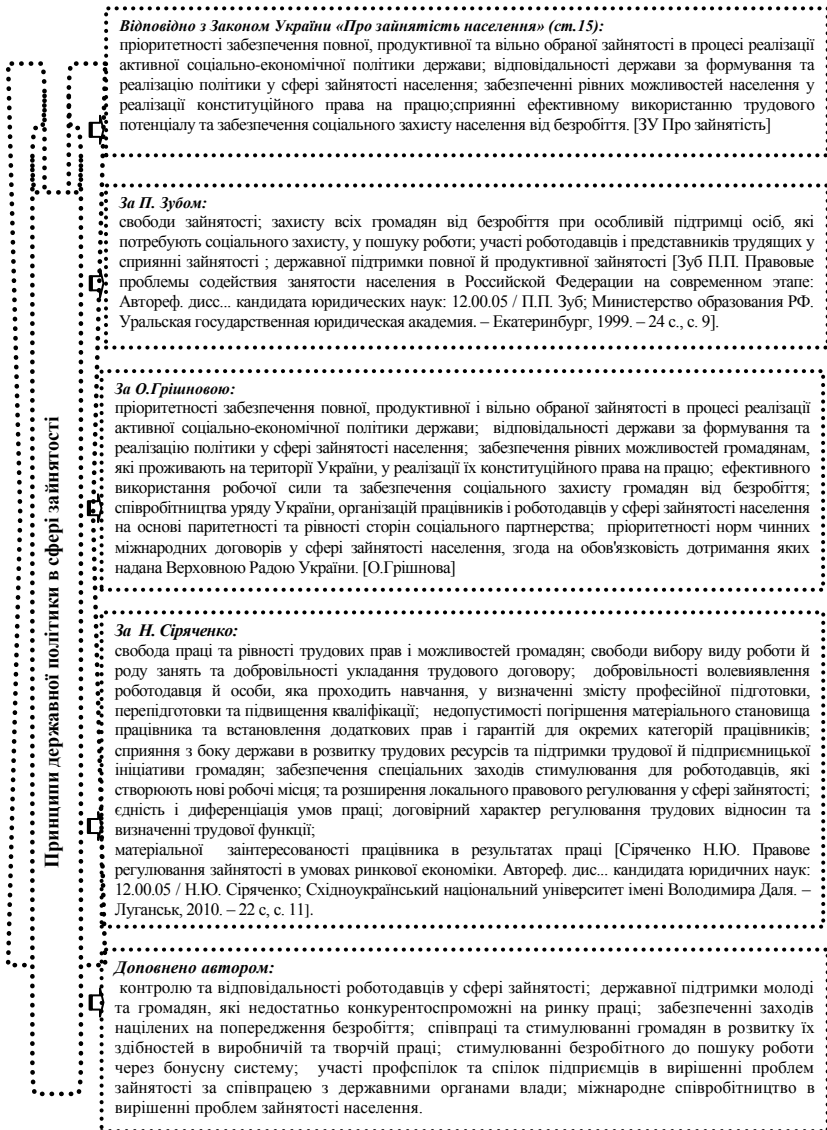 Відповідно з Законом України «Про зайнятість населення» (ст.15):
пріоритетності забезпечення повної, продуктивної та вільно обраної зайнятості в процесі реалізації
активної соціально-економічної політики держави; відповідальності держави за формування та
реалізацію політики у сфері зайнятості населення; забезпеченні рівних можливостей населення у
реалізації конституційного права на працю;сприянні ефективному використанню трудового
потенціалу та забезпечення соціального захисту населення від безробіття. [ЗУ Про зайнятість]
За П. Зубом:
свободи зайнятості; захисту всіх громадян від безробіття при особливій підтримці осіб, які
потребують соціального захисту, у пошуку роботи; участі роботодавців і представників трудящих у
сприянні зайнятості ; державної підтримки повної й продуктивної зайнятості [Зуб П.П. Правовые
проблемы содействия занятости населения в Российской Федерации на современном этапе:
Автореф. дисс... кандидата юридических наук: 12.00.05 / П.П. Зуб; Министерство образования РФ.
Уральская государственная юридическая академия. – Екатеринбург, 1999. – 24 с., с. 9].
За О.Грішновою:
пріоритетності забезпечення повної, продуктивної і вільно обраної зайнятості в процесі реалізації
активної соціально-економічної політики держави; відповідальності держави за формування та
реалізацію політики у сфері зайнятості населення; забезпечення рівних можливостей громадянам,
які проживають на території України, у реалізації їх конституційного права на працю; ефективного
використання робочої сили та забезпечення соціального захисту громадян від безробіття;
співробітництва уряду України, організацій працівників і роботодавців у сфері зайнятості населення
на основі паритетності та рівності сторін соціального партнерства; пріоритетності норм чинних
міжнародних договорів у сфері зайнятості населення, згода на обов'язковість дотримання яких
надана Верховною Радою України. [О.Грішнова]
Принципи державної політики в сфері зайнятості
За Н. Сіряченко:
свобода праці та рівності трудових прав і можливостей громадян; свободи вибору виду роботи й
роду занять та добровільності укладання трудового договору; добровільності волевиявлення
роботодавця й особи, яка проходить навчання, у визначенні змісту професійної підготовки,
перепідготовки та підвищення кваліфікації; недопустимості погіршення матеріального становища
працівника та встановлення додаткових прав і гарантій для окремих категорій працівників;
сприяння з боку держави в розвитку трудових ресурсів та підтримки трудової й підприємницької
ініціативи громадян; забезпечення спеціальних заходів стимулювання для роботодавців, які
створюють нові робочі місця; та розширення локального правового регулювання у сфері зайнятості;
єдність і диференціація умов праці; договірний характер регулювання трудових відносин та
визначенні трудової функції;
матеріальної заінтересованості працівника в результатах праці [Сіряченко Н.Ю. Правове
регулювання зайнятості в умовах ринкової економіки. Автореф. дис... кандидата юридичних наук:
12.00.05 / Н.Ю. Сіряченко; Східноукраїнський національний університет імені Володимира Даля. –
Луганськ, 2010. – 22 с, с. 11].
Доповнено автором:
контролю та відповідальності роботодавців у сфері зайнятості; державної підтримки молоді
та громадян, які недостатньо конкурентоспроможні на ринку праці; забезпеченні заходів
націлених на попередження безробіття; співпраці та стимулюванні громадян в розвитку їх
здібностей в виробничій та творчій праці; стимулюванні безробітного до пошуку роботи
через бонусну систему; участі профспілок та спілок підприємців в вирішенні проблем
зайнятості за співпрацею з державними органами влади; міжнародне співробітництво в
вирішенні проблем зайнятості населення.